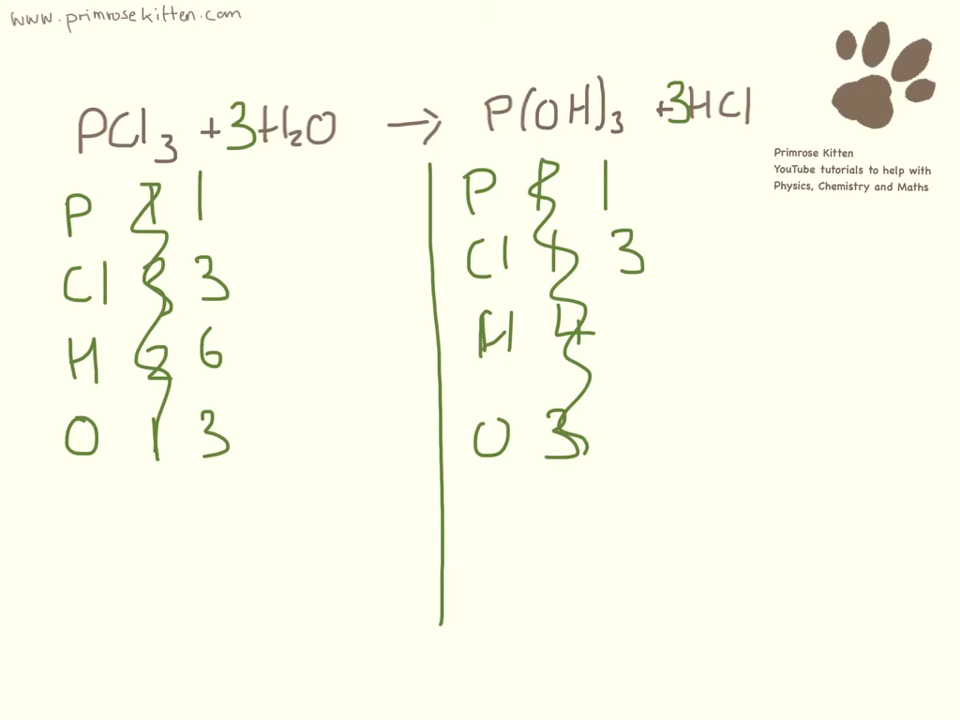 www.primrosekitten.com
PCl₃ + 3H₂O → P(OH)₃ + 3HCl
Primrose Kitten
YouTube tutorials to help with
Physics, Chemistry and Maths
P 1 1 P 1 1
Cl 3 3 Cl 1 3
H 2 6 H 4
O 1 3 O 3